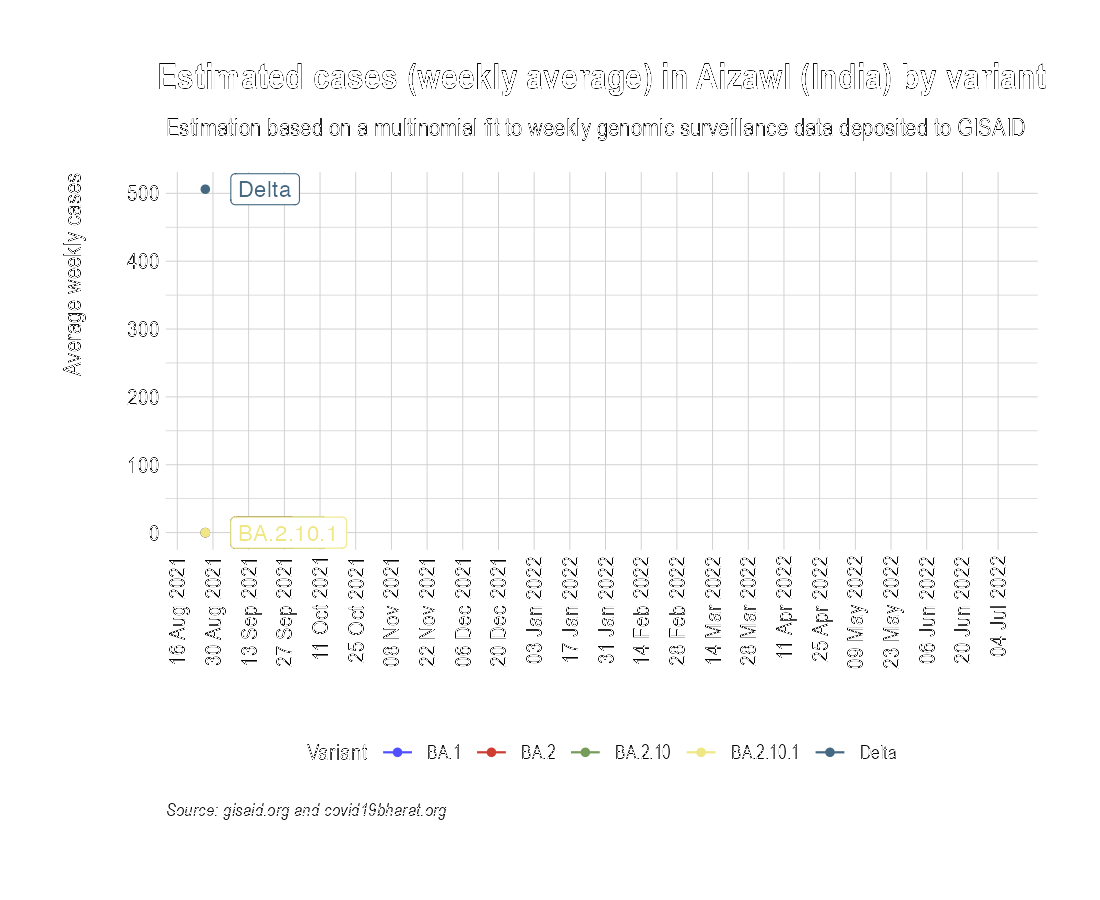 Estimated cases (weekly average) in Aizawl (India) by variant
Estimation based on a multinomial fit to weekly genomic surveillance data deposited to GISAID
Average weekly cases
500
400
300
200
100
0
Delta
BA.2.10.1
16 Aug 2021
30 Aug 2021
13 Sep 2021
27 Sep 2021
11 Oct 2021
25 Oct 2021
08 Nov 2021
22 Nov 2021
06 Dec 2021
20 Dec 2021
03 Jan 2022
17 Jan 2022
31 Jan 2022
14 Feb 2022
28 Feb 2022
14 Mar 2022
28 Mar 2022
11 Apr 2022
25 Apr 2022
09 May 2022
23 May 2022
06 Jun 2022
20 Jun 2022
04 Jul 2022
Variant BA.1 BA.2 BA.2.10 BA.2.10.1 Delta
Source: gisaid.org and covid19bharat.org